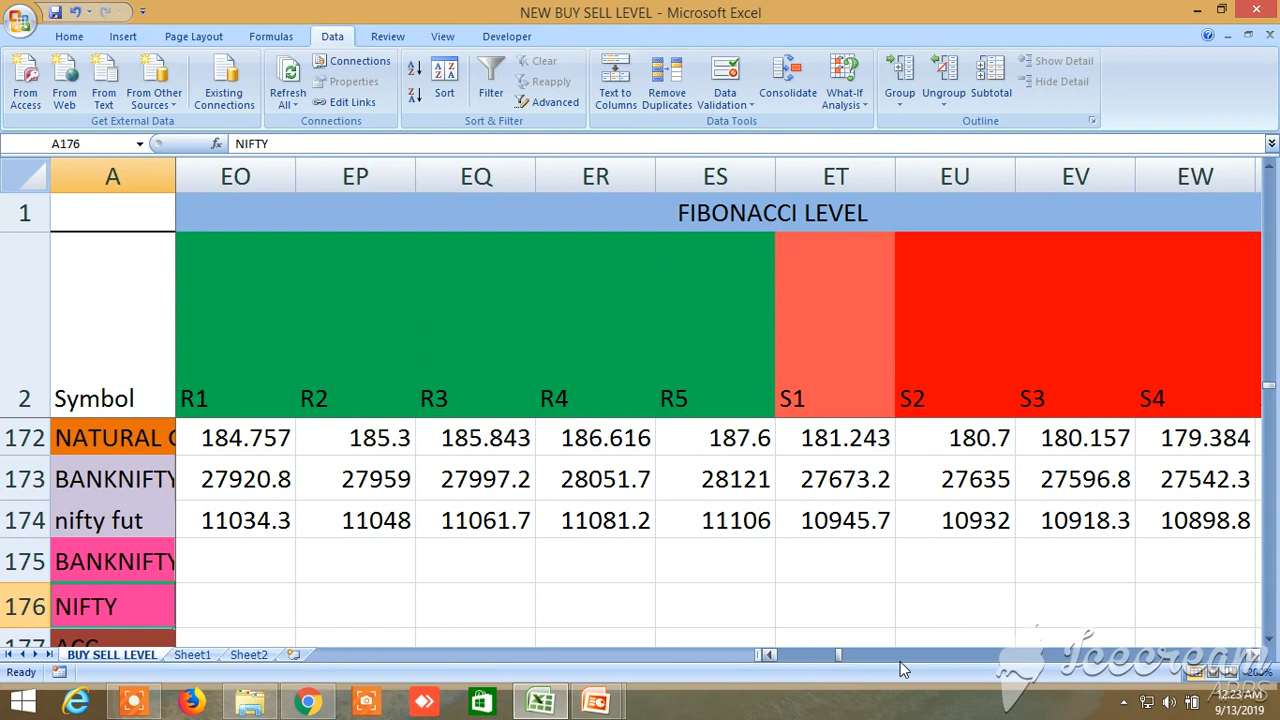 NEW BUY SELL LEVEL - Microsoft Excel
Home Insert Page Layout Formulas Data Review View Developer
From Access
From Web
From Text
From Other Sources
Existing Connections
Get External Data
Refresh All
Connections
Properties
Edit Links
Connections
Sort
Filter
Clear
Reapply
Advanced
Sort & Filter
Text to Columns
Remove Duplicates
Data Validation
Consolidate
What-If Analysis
Data Tools
Group
Ungroup
Subtotal
Show Detail
Hide Detail
Outline
A176 fx NIFTY
A EO EP EQ ER ES ET EU EV EW
1 FIBONACCI LEVEL
2 Symbol R1 R2 R3 R4 R5 S1 S2 S3 S4
172 NATURAL G 184.757 185.3 185.843 186.616 187.6 181.243 180.7 180.157 179.384
173 BANKNIFTY 27920.8 27959 27997.2 28051.7 28121 27673.2 27635 27596.8 27542.3
174 nifty fut 11034.3 11048 11061.7 11081.2 11106 10945.7 10932 10918.3 10898.8
175 BANKNIFTY
176 NIFTY
177 ACC
BUY SELL LEVEL Sheet1 Sheet2
Ready 200%
Icecream
APPS
12:23 AM
9/13/2019